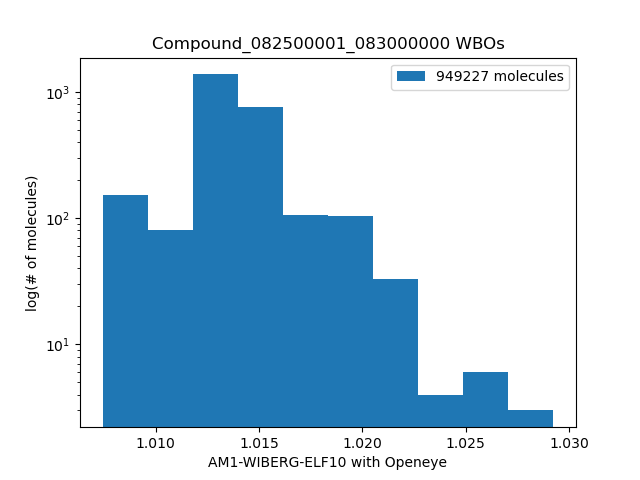 Compound_082500001_083000000 WBOs
949227 molecules
log(# of molecules)
10³
10²
10¹
1.010 1.015 1.020 1.025 1.030
AM1-WIBERG-ELF10 with Openeye